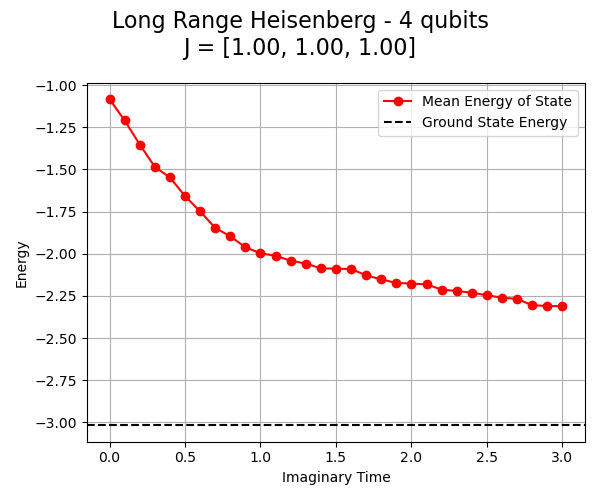 Long Range Heisenberg - 4 qubits
J = [1.00, 1.00, 1.00]
Mean Energy of State
Ground State Energy
Energy
−1.00
−1.25
−1.50
−1.75
−2.00
−2.25
−2.50
−2.75
−3.00
0.0 0.5 1.0 1.5 2.0 2.5 3.0
Imaginary Time